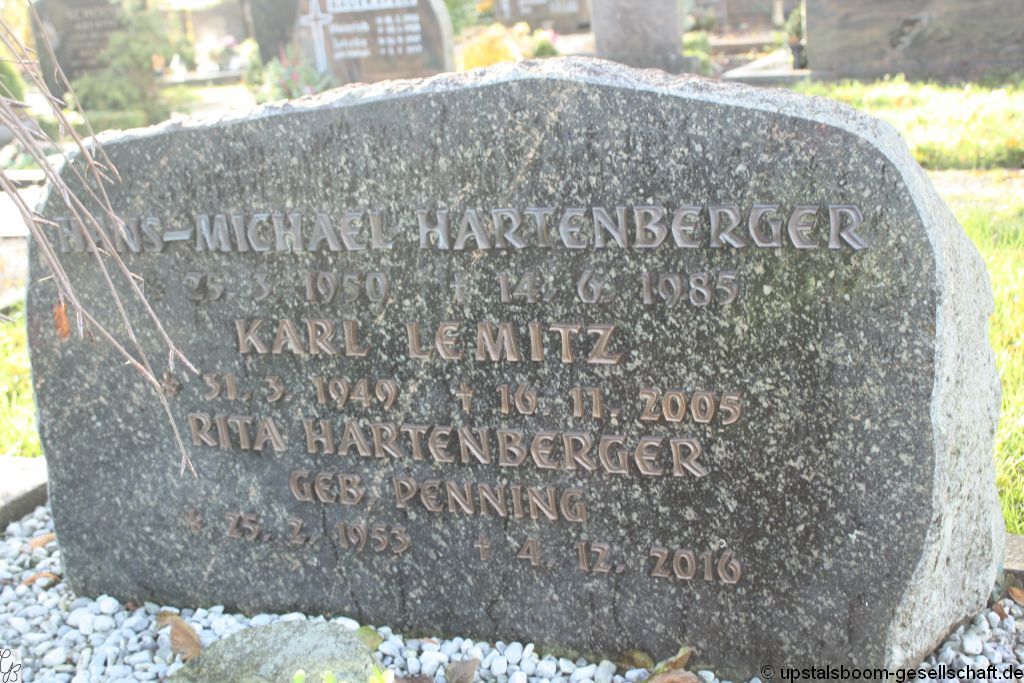 HANS-MICHAEL HARTENBERGER
* 25. 3. 1950 † 14. 6. 1985
KARL LEMITZ
* 31. 3. 1949 † 16. 11. 2005
RITA HARTENBERGER
GEB. PENNING
* 25. 2. 1953 † 4. 12. 2016
© upstalsboom-gesellschaft.de